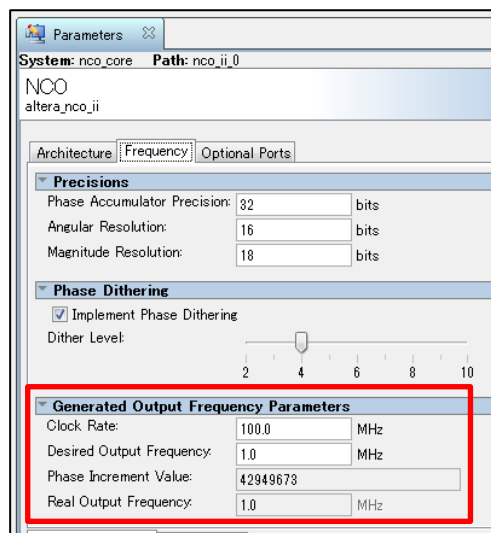 Parameters
System: nco_core Path: nco_ii_0
NCO
altera_nco_ii
Architecture Frequency Optional Ports
Precisions
Phase Accumulator Precision: 32 bits
Angular Resolution: 16 bits
Magnitude Resolution: 18 bits
Phase Dithering
Implement Phase Dithering
Dither Level:
2 4 6 8 10
Generated Output Frequency Parameters
Clock Rate: 100.0 MHz
Desired Output Frequency: 1.0 MHz
Phase Increment Value: 42949673
Real Output Frequency: 1.0 MHz